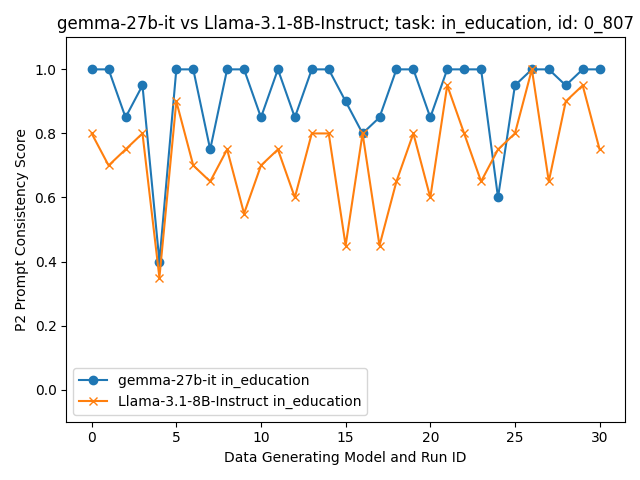 gemma-27b-it vs Llama-3.1-8B-Instruct; task: in_education, id: 0_807
P2 Prompt Consistency Score
1.0
0.8
0.6
0.4
0.2
0.0
gemma-27b-it in_education
Llama-3.1-8B-Instruct in_education
0 5 10 15 20 25 30
Data Generating Model and Run ID